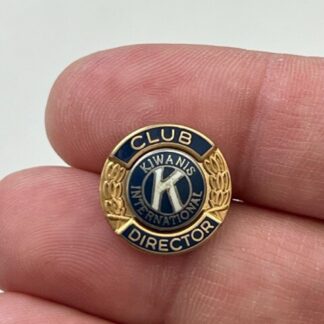 CLUB
KIWANIS
K
INTERNATIONAL
DIRECTOR